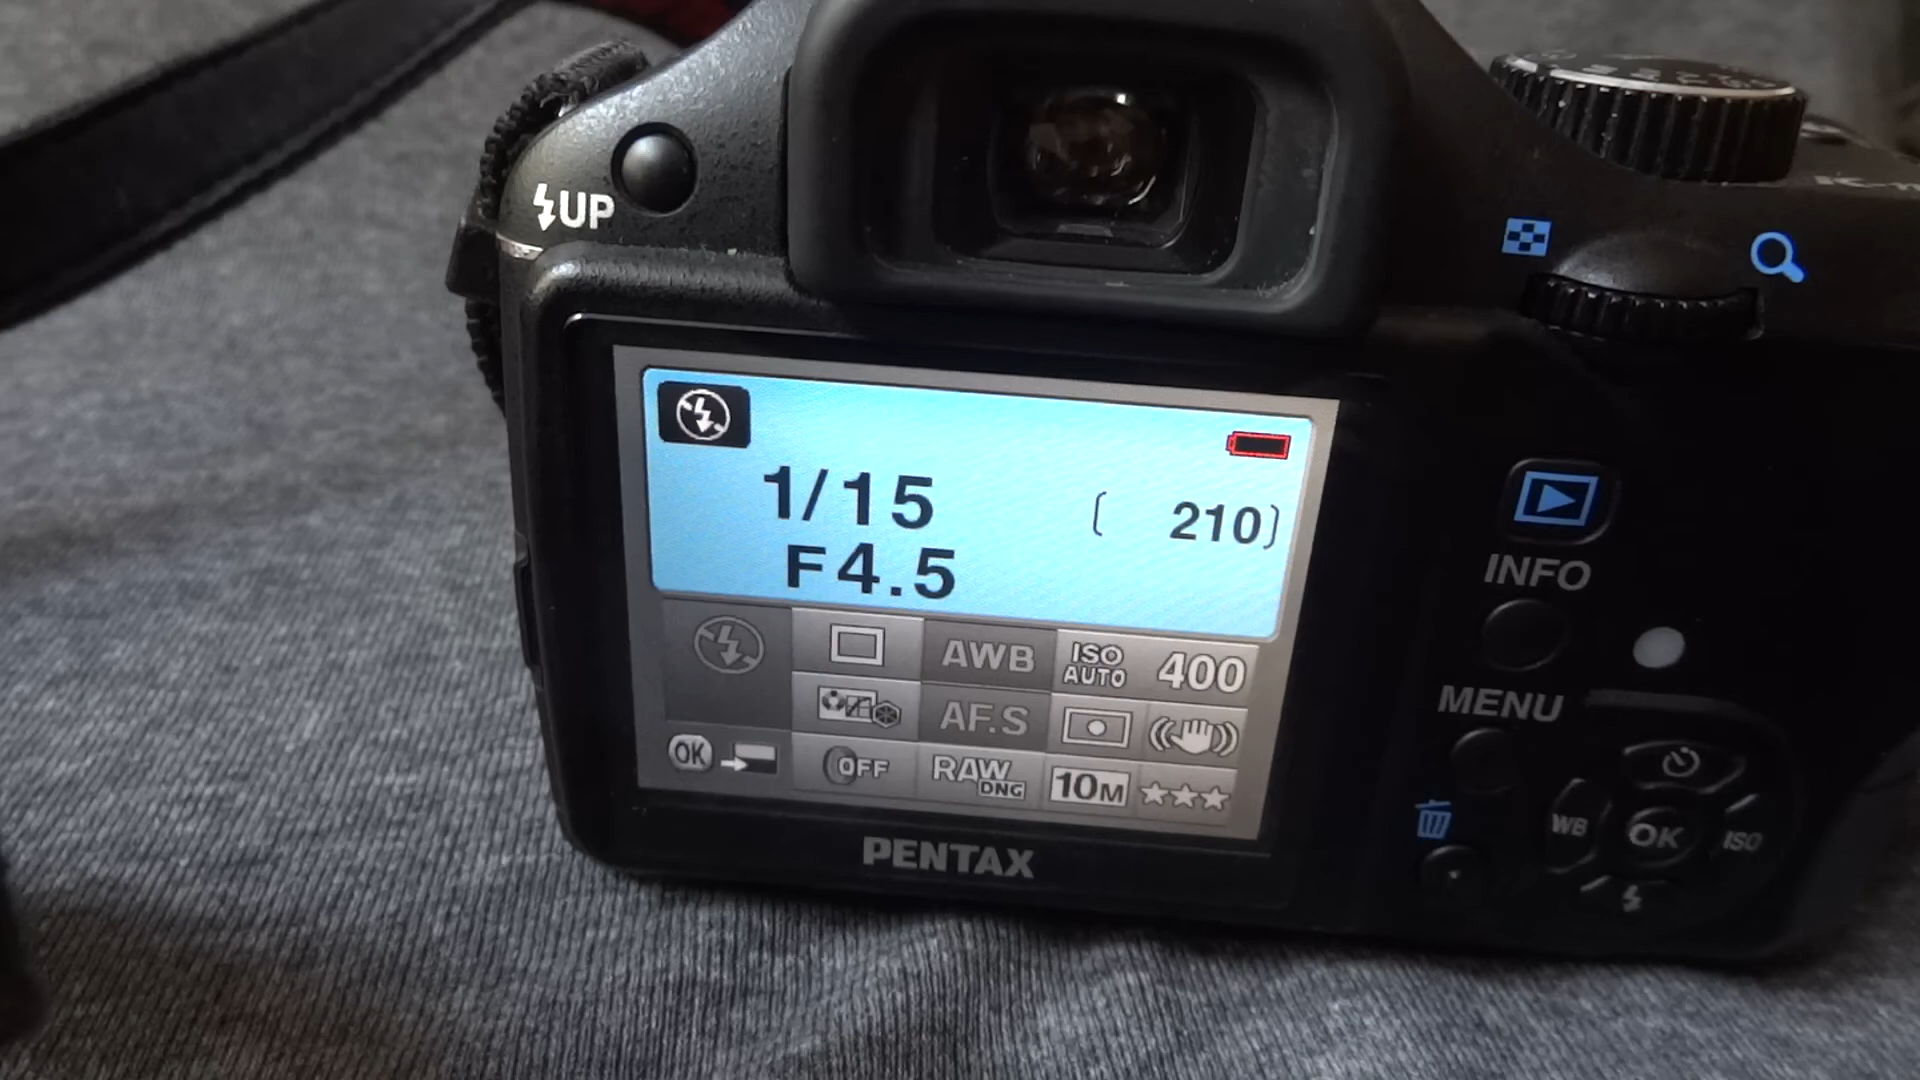 UP
1/15
( 210)
F4.5
AWB
ISO AUTO 400
AF.S
OK
OFF
RAW DNG
10M
PENTAX
INFO
MENU
WB
OK
ISO